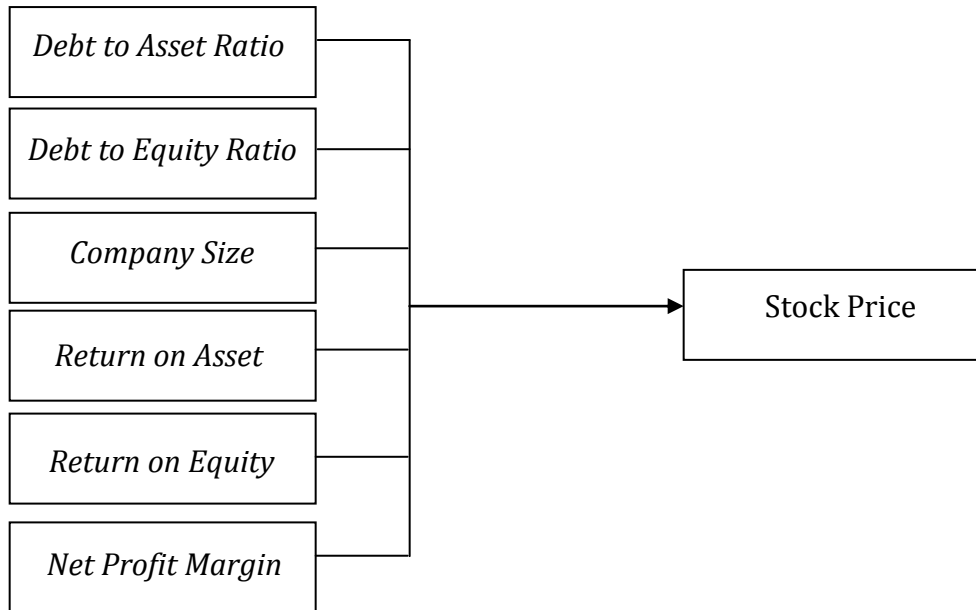 Debt to Asset Ratio
Debt to Equity Ratio
Company Size
Return on Asset
Return on Equity
Net Profit Margin
Stock Price